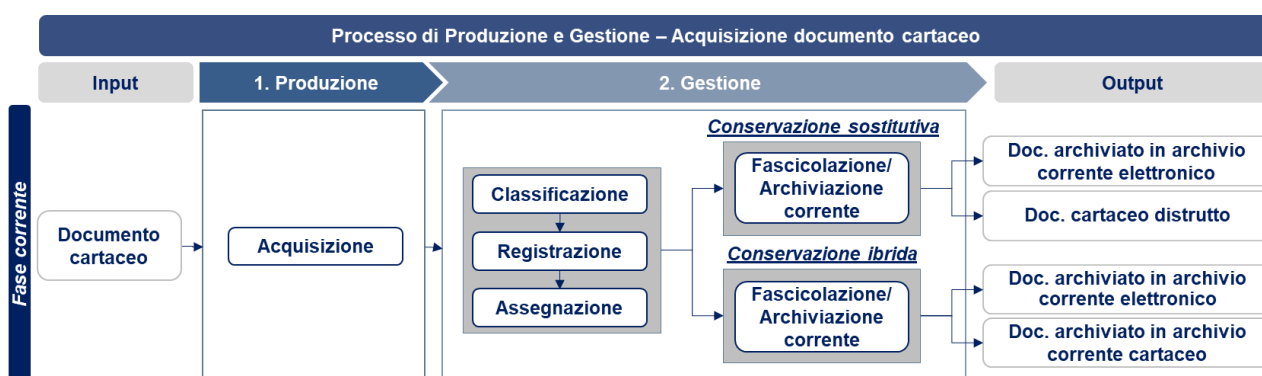 Processo di Produzione e Gestione – Acquisizione documento cartaceo
Input
1. Produzione
2. Gestione
Output
Fase corrente
Documento
cartaceo
Acquisizione
Classificazione
Registrazione
Assegnazione
Conservazione sostitutiva
Fascicolazione/
Archiviazione
corrente
Conservazione ibrida
Fascicolazione/
Archiviazione
corrente
Doc. archiviato in archivio
corrente elettronico
Doc. cartaceo distrutto
Doc. archiviato in archivio
corrente elettronico
Doc. archiviato in archivio
corrente cartaceo